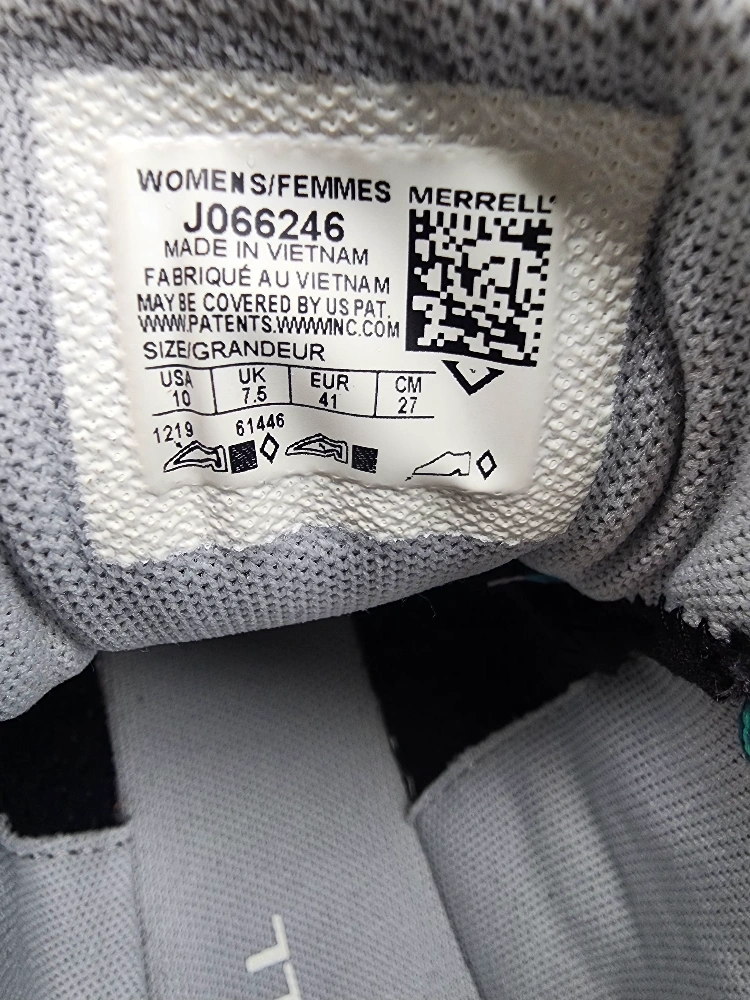 WOMENS/FEMMES
MERRELL
J066246
MADE IN VIETNAM
FABRIQUÉ AU VIETNAM
MAY BE COVERED BY US PAT.
WWW.PATENTS.WWWINC.COM
SIZE/GRANDEUR
USA UK EUR CM
10 7.5 41 27
1219 61446
LL